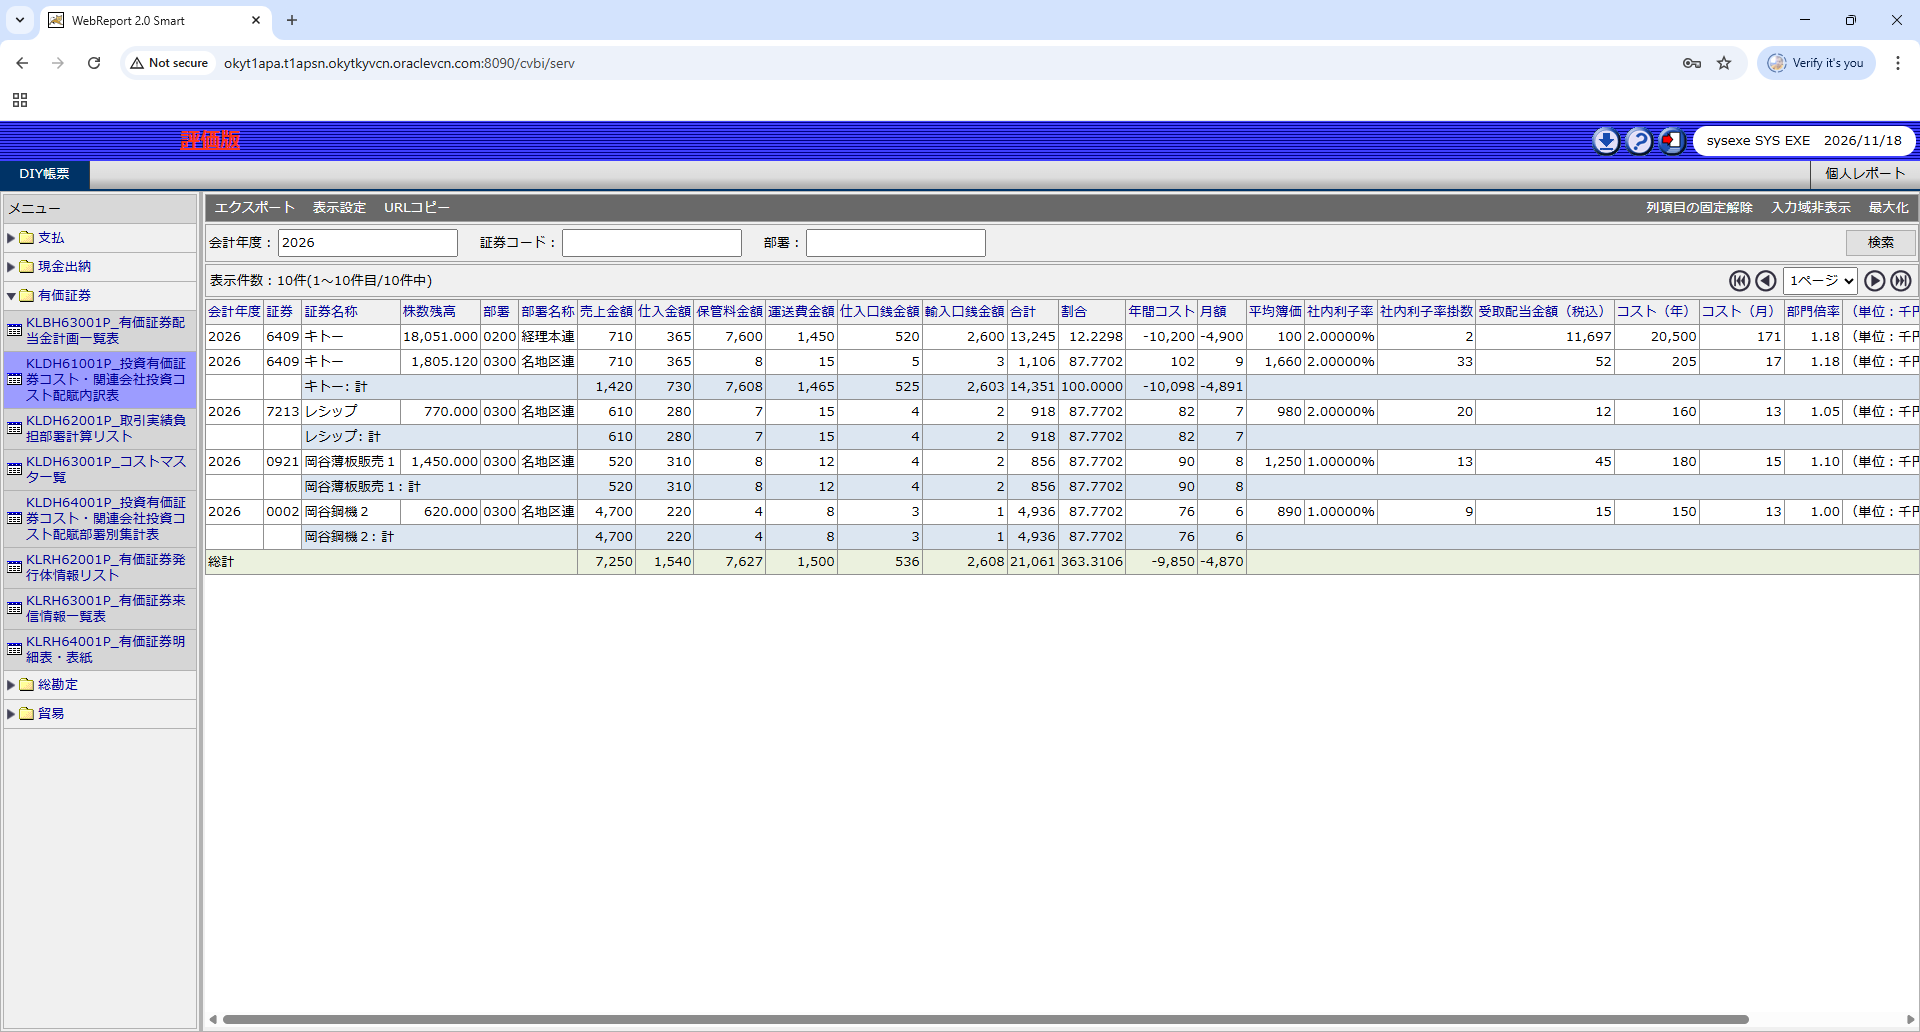 WebReport 2.0 Smart
Not secure
okyt1apa.t1apsn.okytkyvcn.oraclevcn.com:8090/cvbi/serv
Verify it's you
評価版
sysexe SYS EXE 2026/11/18
DIY帳票
個人レポート
メニュー
支払
現金出納
有価証券
KLBH63001P_有価証券配
当金計画一覧表
KLDH61001P_投資有価証
券コスト・関連会社投資コ
スト配賦内訳表
KLDH62001P_取引実績負
担部署計算リスト
KLDH63001P_コストマス
ター覧
KLDH64001P_投資有価証
券コスト・関連会社投資コ
スト配賦部署別集計表
KLRH62001P_有価証券発
行体情報リスト
KLRH63001P_有価証券来
信情報一覧表
KLRH64001P_有価証券明
細表・表紙
総勘定
貿易
エクスポート 表示設定 URLコピー 列項目の固定解除 入力域非表示 最大化
会計年度： 2026 証券コード： 部署： 検索
表示件数：10件(1～10件目/10件中) 1ページ
会計年度 証券 証券名称 株数残高 部署 部署名称 売上金額 仕入金額 保管料金額 運送費金額 仕入口銭金額 輸入口銭金額 合計 割合 年間コスト 月額 平均簿価 社内利子率 社内利子率掛数 受取配当金額（税込） コスト（年） コスト（月） 部門倍率 （単位：千円
2026 6409 キトー 18,051.000 0200 経理本連 710 365 7,600 1,450 520 2,600 13,245 12.2298 -10,200 -4,900 100 2.00000% 2 11,697 20,500 171 1.18 （単位：千円
2026 6409 キトー 1,805.120 0300 名地区連 710 365 8 15 5 3 1,106 87.7702 102 9 1,660 2.00000% 33 52 205 17 1.18 （単位：千円
キトー: 計 1,420 730 7,608 1,465 525 2,603 14,351 100.0000 -10,098 -4,891
2026 7213 レシップ 770.000 0300 名地区連 610 280 7 15 4 2 918 87.7702 82 7 980 2.00000% 20 12 160 13 1.05 （単位：千円
レシップ: 計 610 280 7 15 4 2 918 87.7702 82 7
2026 0921 岡谷薄板販売１ 1,450.000 0300 名地区連 520 310 8 12 4 2 856 87.7702 90 8 1,250 1.00000% 13 45 180 15 1.10 （単位：千円
岡谷薄板販売１: 計 520 310 8 12 4 2 856 87.7702 90 8
2026 0002 岡谷鋼機２ 620.000 0300 名地区連 4,700 220 4 8 3 1 4,936 87.7702 76 6 890 1.00000% 9 15 150 13 1.00 （単位：千円
岡谷鋼機２: 計 4,700 220 4 8 3 1 4,936 87.7702 76 6
総計 7,250 1,540 7,627 1,500 536 2,608 21,061 363.3106 -9,850 -4,870